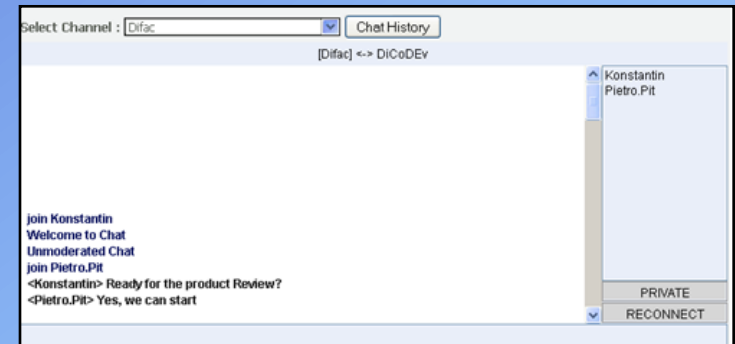 Select Channel : Difac Chat History
[Difac] <-> DiCoDEv
Konstantin
Pietro.Pit
join Konstantin
Welcome to Chat
Unmoderated Chat
join Pietro.Pit
<Konstantin> Ready for the product Review?
<Pietro.Pit> Yes, we can start
PRIVATE
RECONNECT